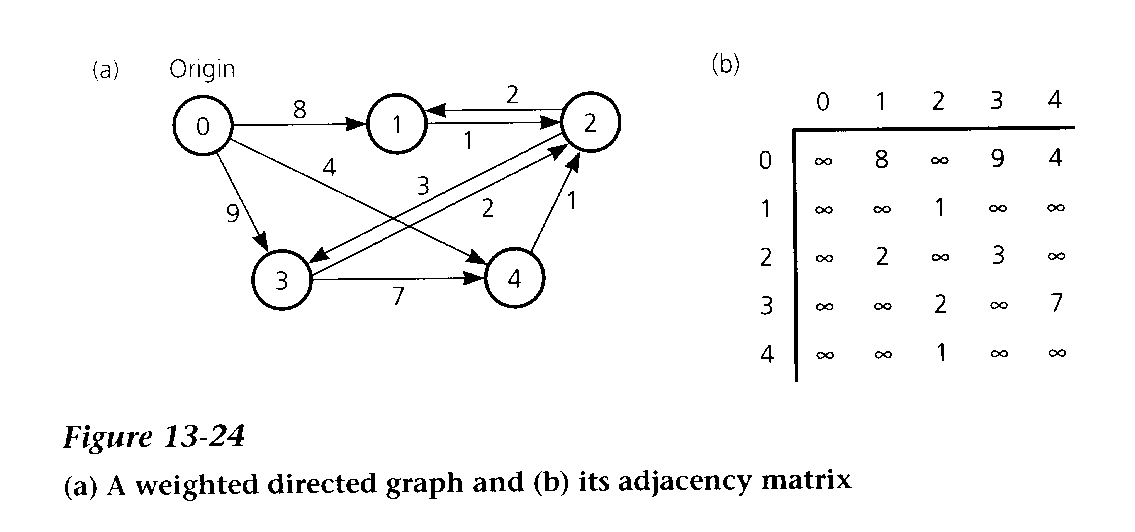 (a) Origin
(b)
0 1 2 3 4
0 ∞ 8 ∞ 9 4
1 ∞ ∞ 1 ∞ ∞
2 ∞ 2 ∞ 3 ∞
3 ∞ ∞ 2 ∞ 7
4 ∞ ∞ 1 ∞ ∞
2
8
0
1
2
1
4
3
9
2
1
3
4
7
Figure 13-24
(a) A weighted directed graph and (b) its adjacency matrix